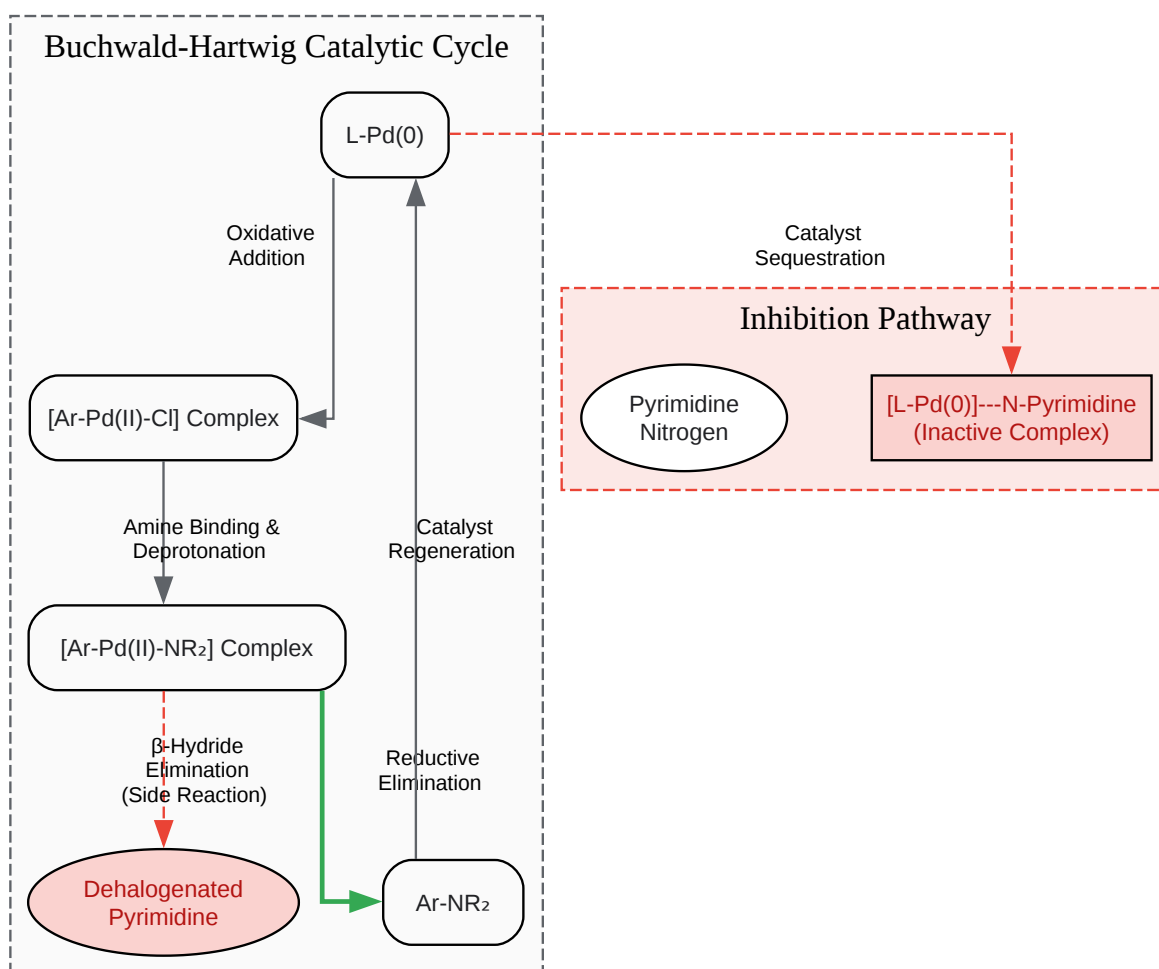 Buchwald-Hartwig Catalytic Cycle
L-Pd(0)
Oxidative
Addition
Catalyst
Sequestration
Inhibition Pathway
[Ar-Pd(II)-Cl] Complex
Pyrimidine
Nitrogen
[L-Pd(0)]---N-Pyrimidine
(Inactive Complex)
Amine Binding &
Deprotonation
Catalyst
Regeneration
[Ar-Pd(II)-NR₂] Complex
β-Hydride
Elimination
(Side Reaction)
Reductive
Elimination
Dehalogenated
Pyrimidine
Ar-NR₂